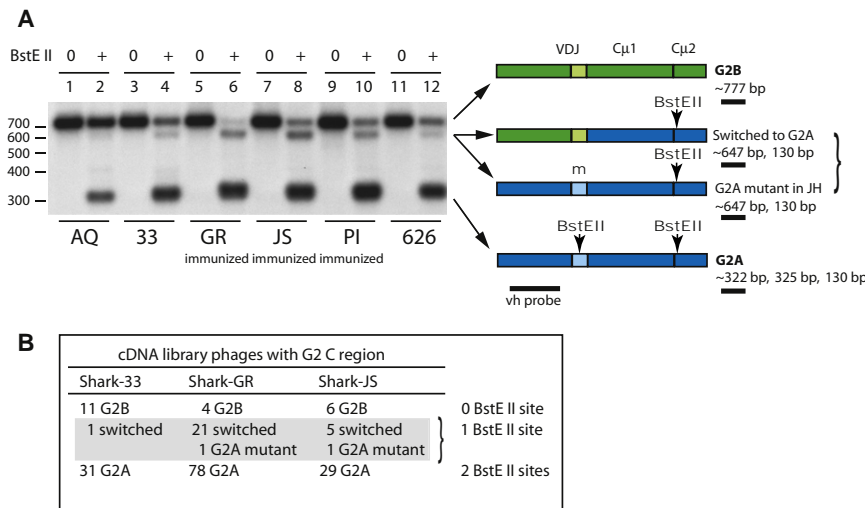 A
BstE II 0 + 0 + 0 + 0 + 0 + 0 +
1 2 3 4 5 6 7 8 9 10 11 12
700
600
500
400
300
AQ 33 GR JS PI 626
immunized immunized immunized
VDJ Cμ1 Cμ2
G2B
~777 bp
BstEII
Switched to G2A
~647 bp, 130 bp
m BstEII
G2A mutant in JH
~647 bp, 130 bp
BstEII BstEII
G2A
~322 bp, 325 bp, 130 bp
vh probe
B
cDNA library phages with G2 C region
Shark-33 Shark-GR Shark-JS
11 G2B 4 G2B 6 G2B 0 BstE II site
1 switched 21 switched 5 switched 1 BstE II site
1 G2A mutant 1 G2A mutant
31 G2A 78 G2A 29 G2A 2 BstE II sites